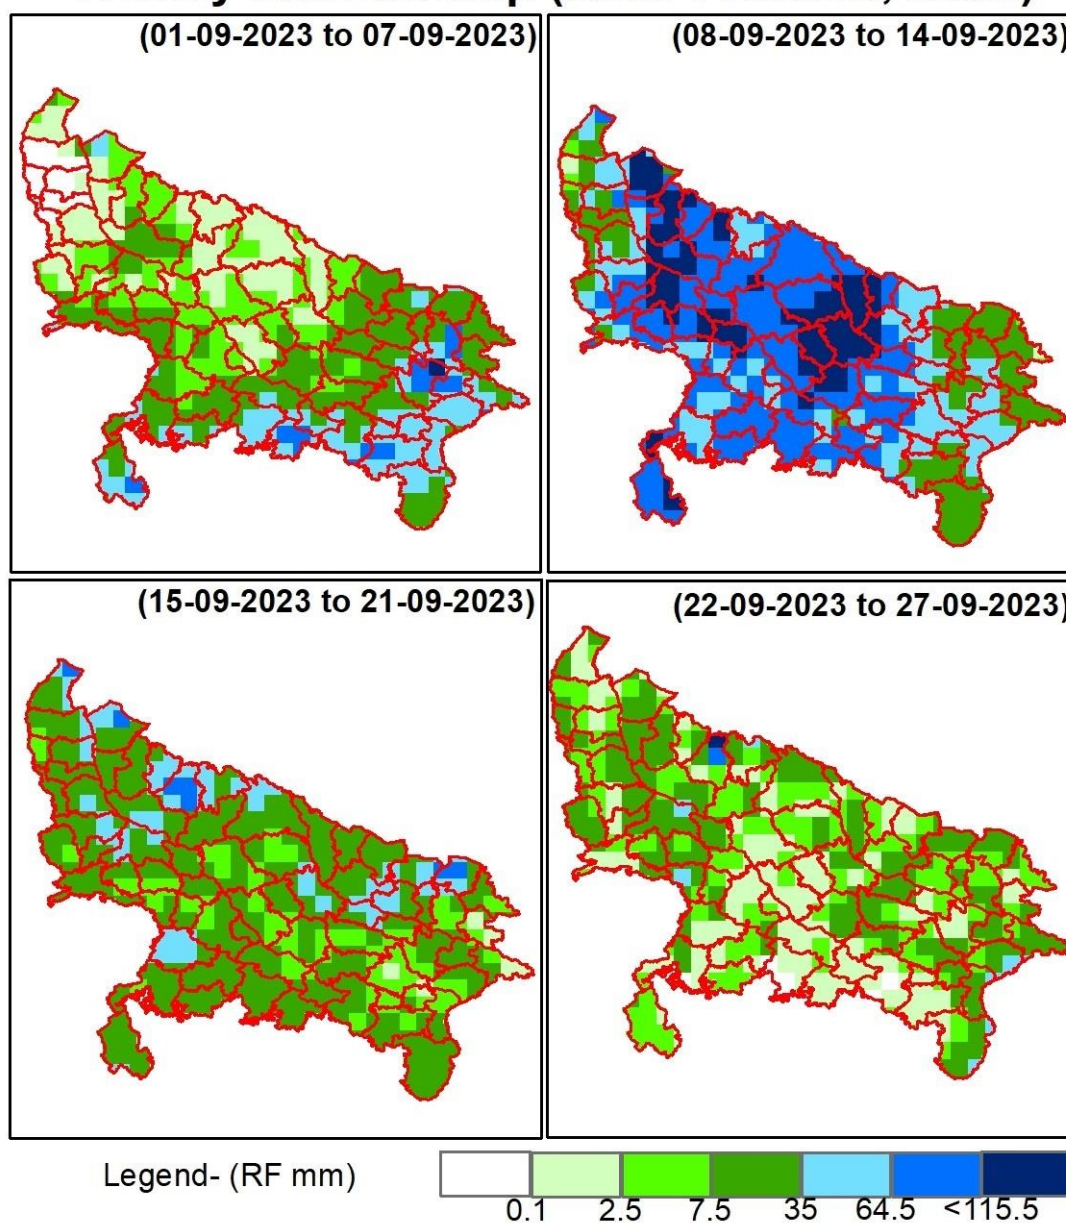 (01-09-2023 to 07-09-2023)
(08-09-2023 to 14-09-2023)
(15-09-2023 to 21-09-2023)
(22-09-2023 to 27-09-2023)
Legend- (RF mm)
0.1 2.5 7.5 35 64.5 <115.5